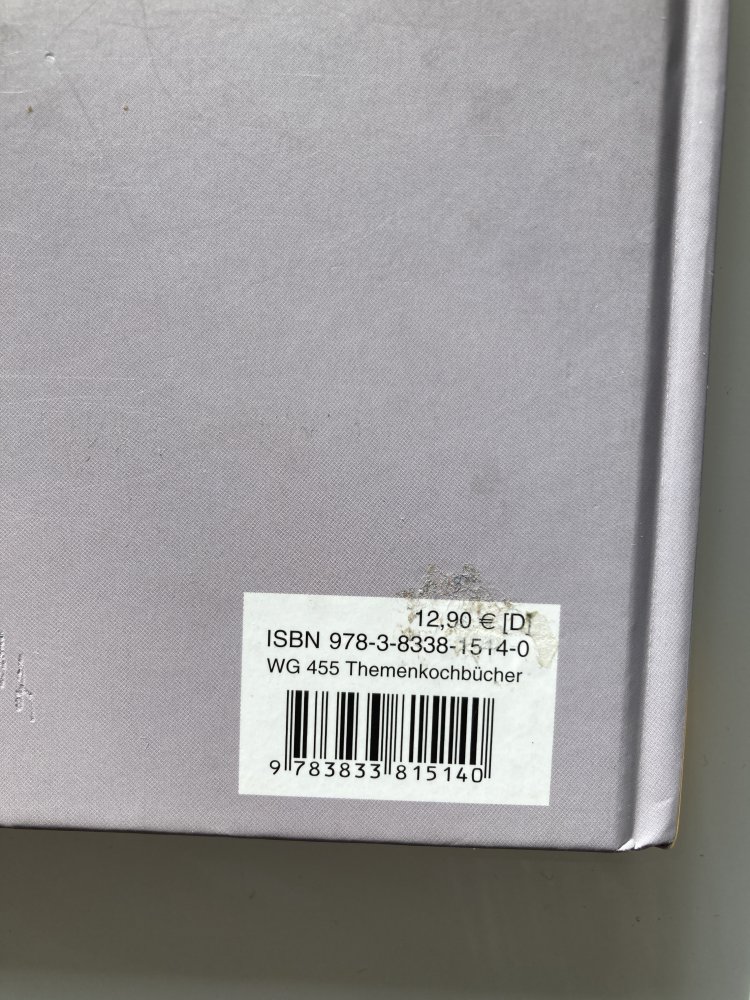 12,90 € [D]
ISBN 978-3-8338-1514-0
WG 455 Themenkochbücher
9 783833 815140